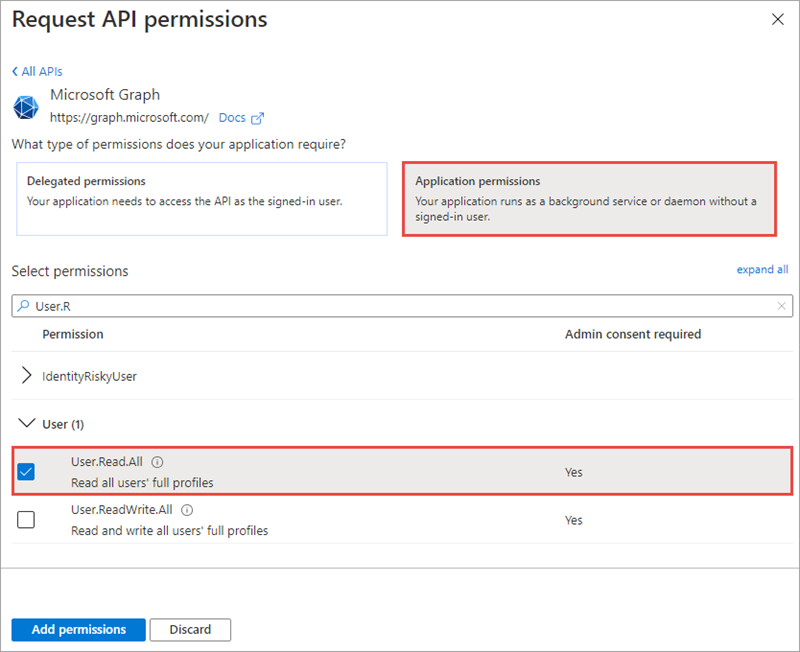 Request API permissions
All APIs
Microsoft Graph
https://graph.microsoft.com/ Docs
What type of permissions does your application require?
Delegated permissions
Your application needs to access the API as the signed-in user.
Application permissions
Your application runs as a background service or daemon without a
signed-in user.
Select permissions
expand all
User.R
Permission
Admin consent required
IdentityRiskyUser
User (1)
User.Read.All
Read all users' full profiles
Yes
User.ReadWrite.All
Read and write all users' full profiles
Yes
Add permissions
Discard